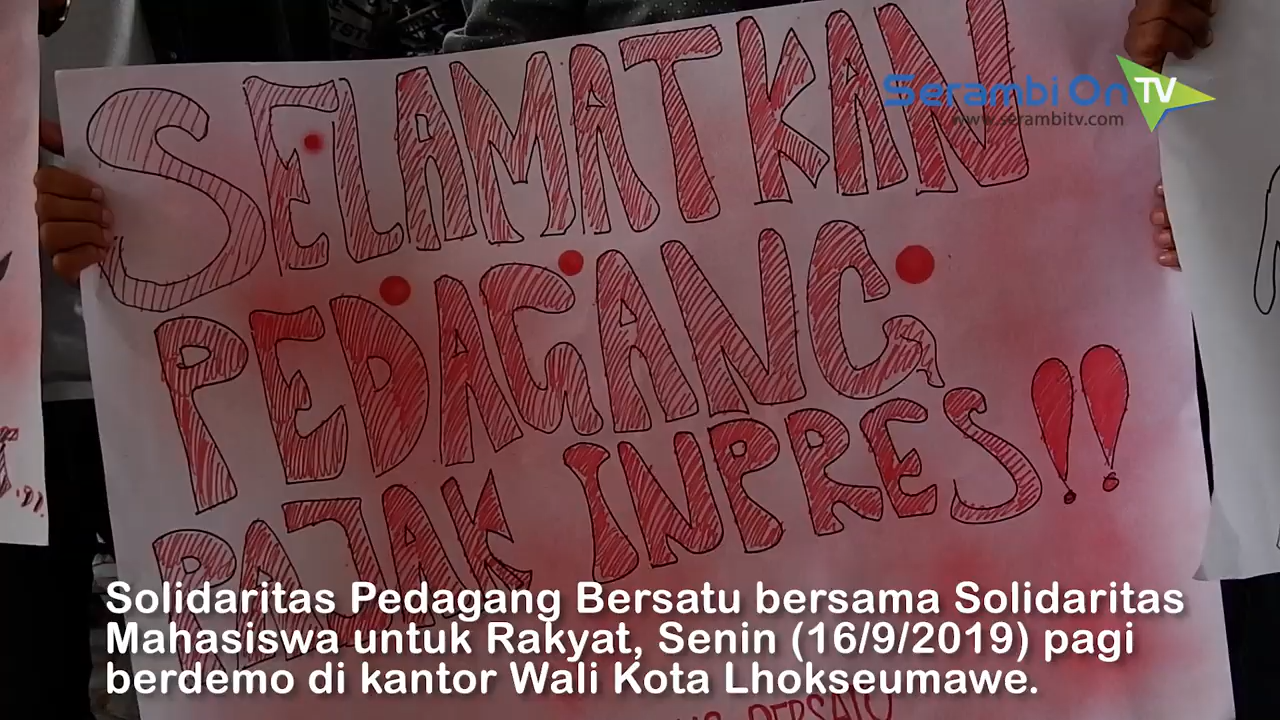 SELAMATKAN
PEDAGANG
PAJAK INPRES!!
Serambi On TV
www.serambitv.com
Solidaritas Pedagang Bersatu bersama Solidaritas
Mahasiswa untuk Rakyat, Senin (16/9/2019) pagi
berdemo di kantor Wali Kota Lhokseumawe.
BERSATU